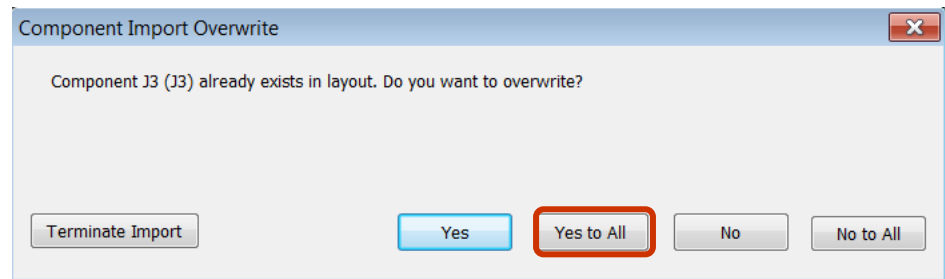 Component Import Overwrite
Component J3 (J3) already exists in layout. Do you want to overwrite?
Terminate Import Yes Yes to All No No to All